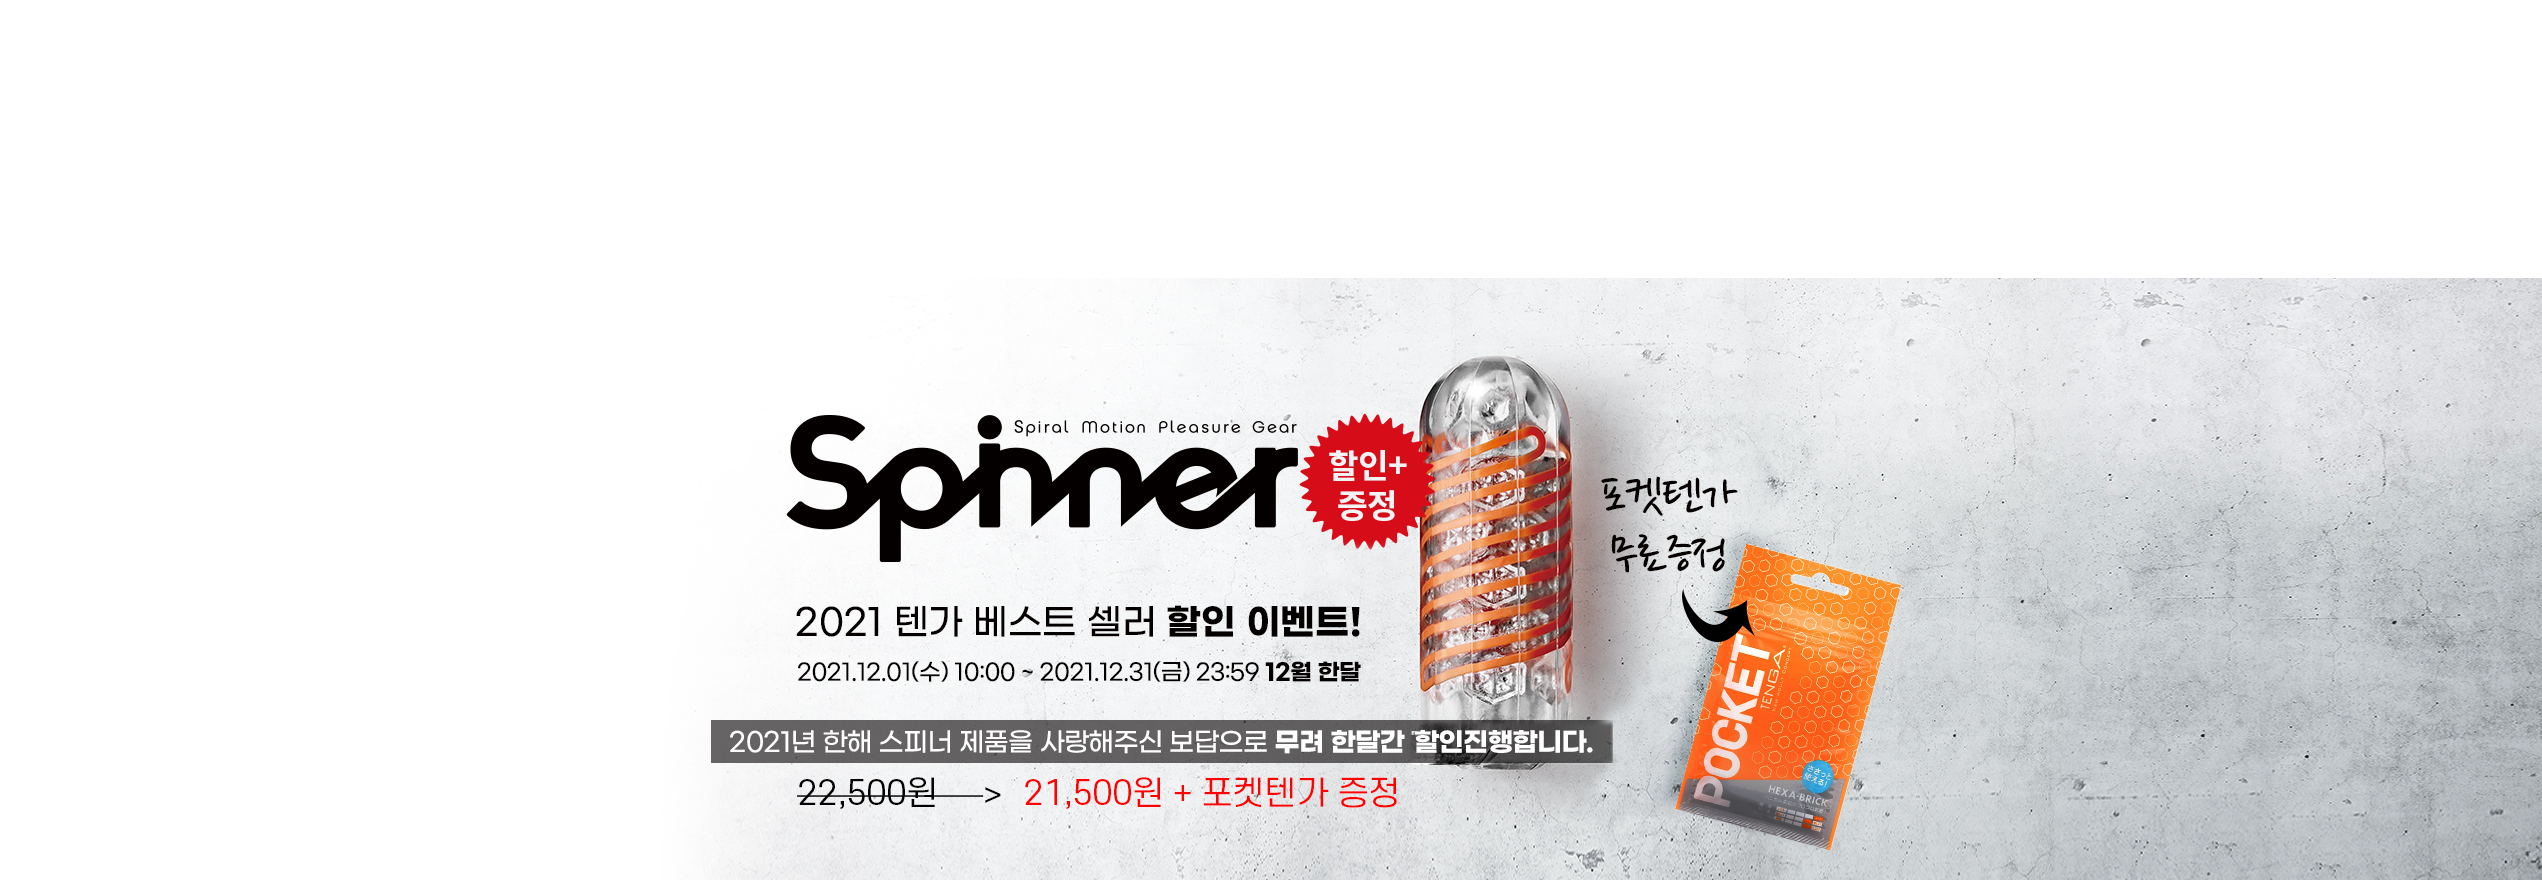 Spiral Motion Pleasure Gear
Spinner
할인+
증정
포켓텐가
무료증정
2021 텐가 베스트 셀러 할인 이벤트!
2021.12.01(수) 10:00 ~ 2021.12.31(금) 23:59 12월 한달
2021년 한해 스피너 제품을 사랑해주신 보답으로 무려 한달간 할인진행합니다.
22,500원 > 21,500원 + 포켓텐가 증정
POCKET
TENGA
HEXA-BRICK